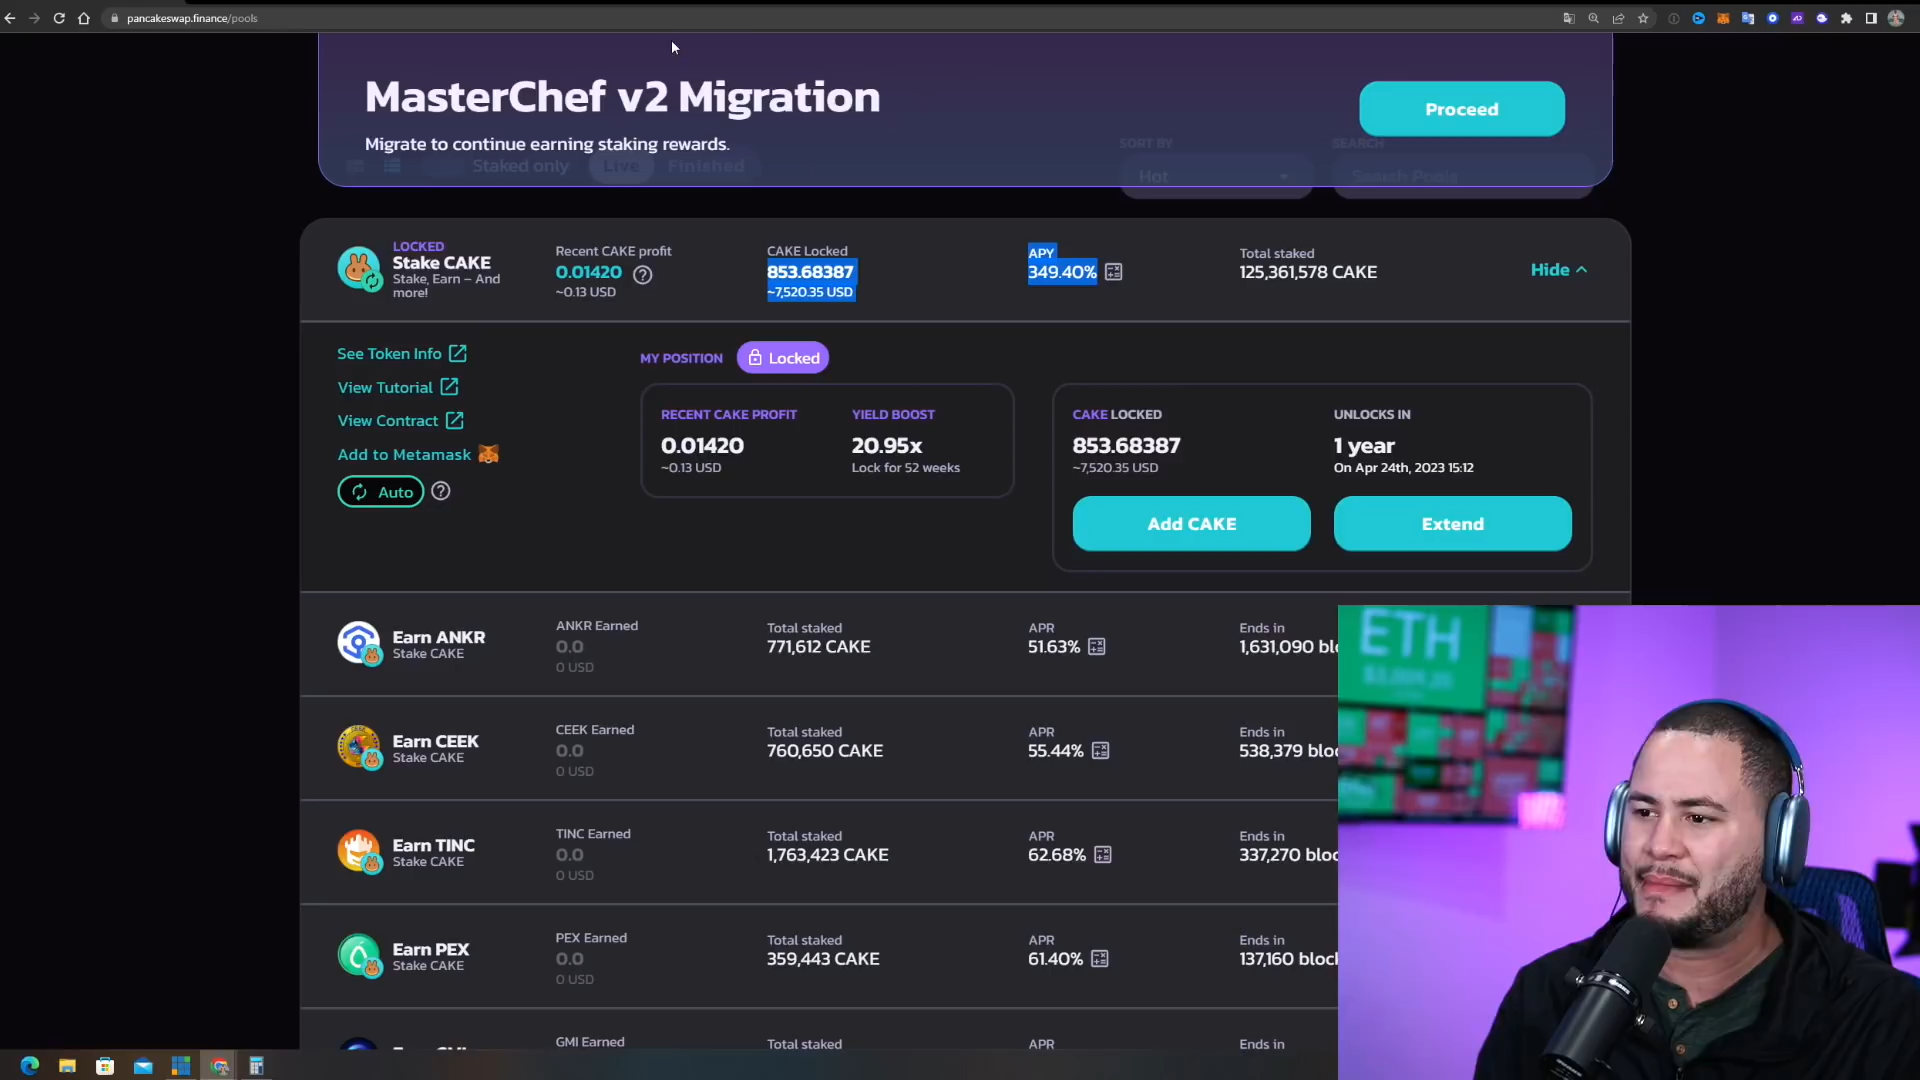 pancakeswap.finance/pools
MasterChef v2 Migration
Migrate to continue earning staking rewards.
Proceed
Staked only
Live
Finished
SORT BY
Hot
SEARCH
Search Pools
LOCKED
Stake CAKE
Stake, Earn – And
more!
Recent CAKE profit
0.01420
~0.13 USD
CAKE Locked
853.68387
~7,520.35 USD
APY
349.40%
Total staked
125,361,578 CAKE
Hide
See Token Info
View Tutorial
View Contract
Add to Metamask
Auto
MY POSITION
Locked
RECENT CAKE PROFIT
0.01420
~0.13 USD
YIELD BOOST
20.95x
Lock for 52 weeks
CAKE LOCKED
853.68387
~7,520.35 USD
UNLOCKS IN
1 year
On Apr 24th, 2023 15:12
Add CAKE
Extend
Earn ANKR
Stake CAKE
ANKR Earned
0.0
0 USD
Total staked
771,612 CAKE
APR
51.63%
Ends in
1,631,090
Earn CEEK
Stake CAKE
CEEK Earned
0.0
0 USD
Total staked
760,650 CAKE
APR
55.44%
Ends in
538,379
Earn TINC
Stake CAKE
TINC Earned
0.0
0 USD
Total staked
1,763,423 CAKE
APR
62.68%
Ends in
337,270
Earn PEX
Stake CAKE
PEX Earned
0.0
0 USD
Total staked
359,443 CAKE
APR
61.40%
Ends in
137,160
GMI Earned
Total staked
APR
Ends in
ETH